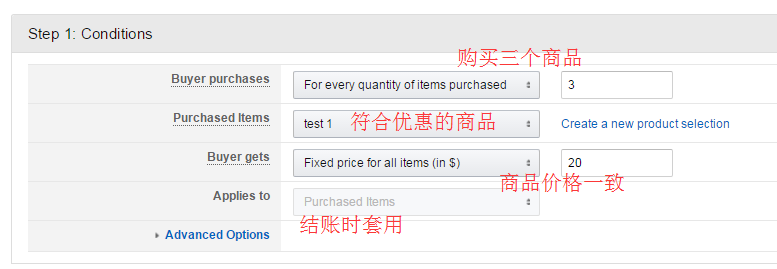 Step 1: Conditions
购买三个商品
Buyer purchases For every quantity of items purchased 3
Purchased Items test 1 符合优惠的商品 Create a new product selection
Buyer gets Fixed price for all items (in $) 20
商品价格一致
Applies to Purchased Items
结账时套用
Advanced Options